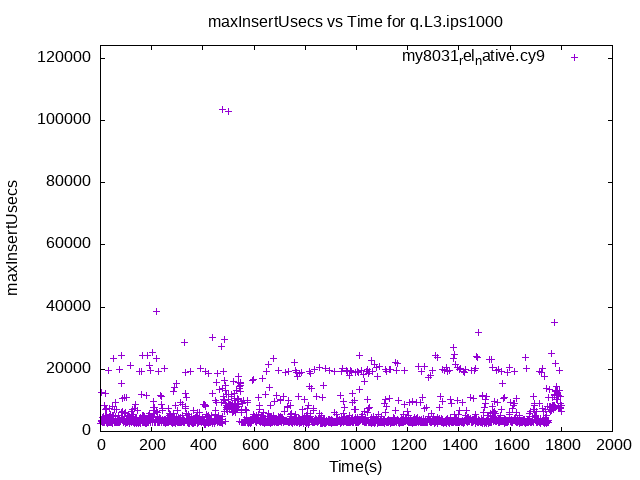 maxInsertUsecs vs Time for q.L3.ips1000
my8031relnative.cy9
120000
100000
80000
60000
40000
20000
0
maxInsertUsecs
0 200 400 600 800 1000 1200 1400 1600 1800 2000
Time(s)